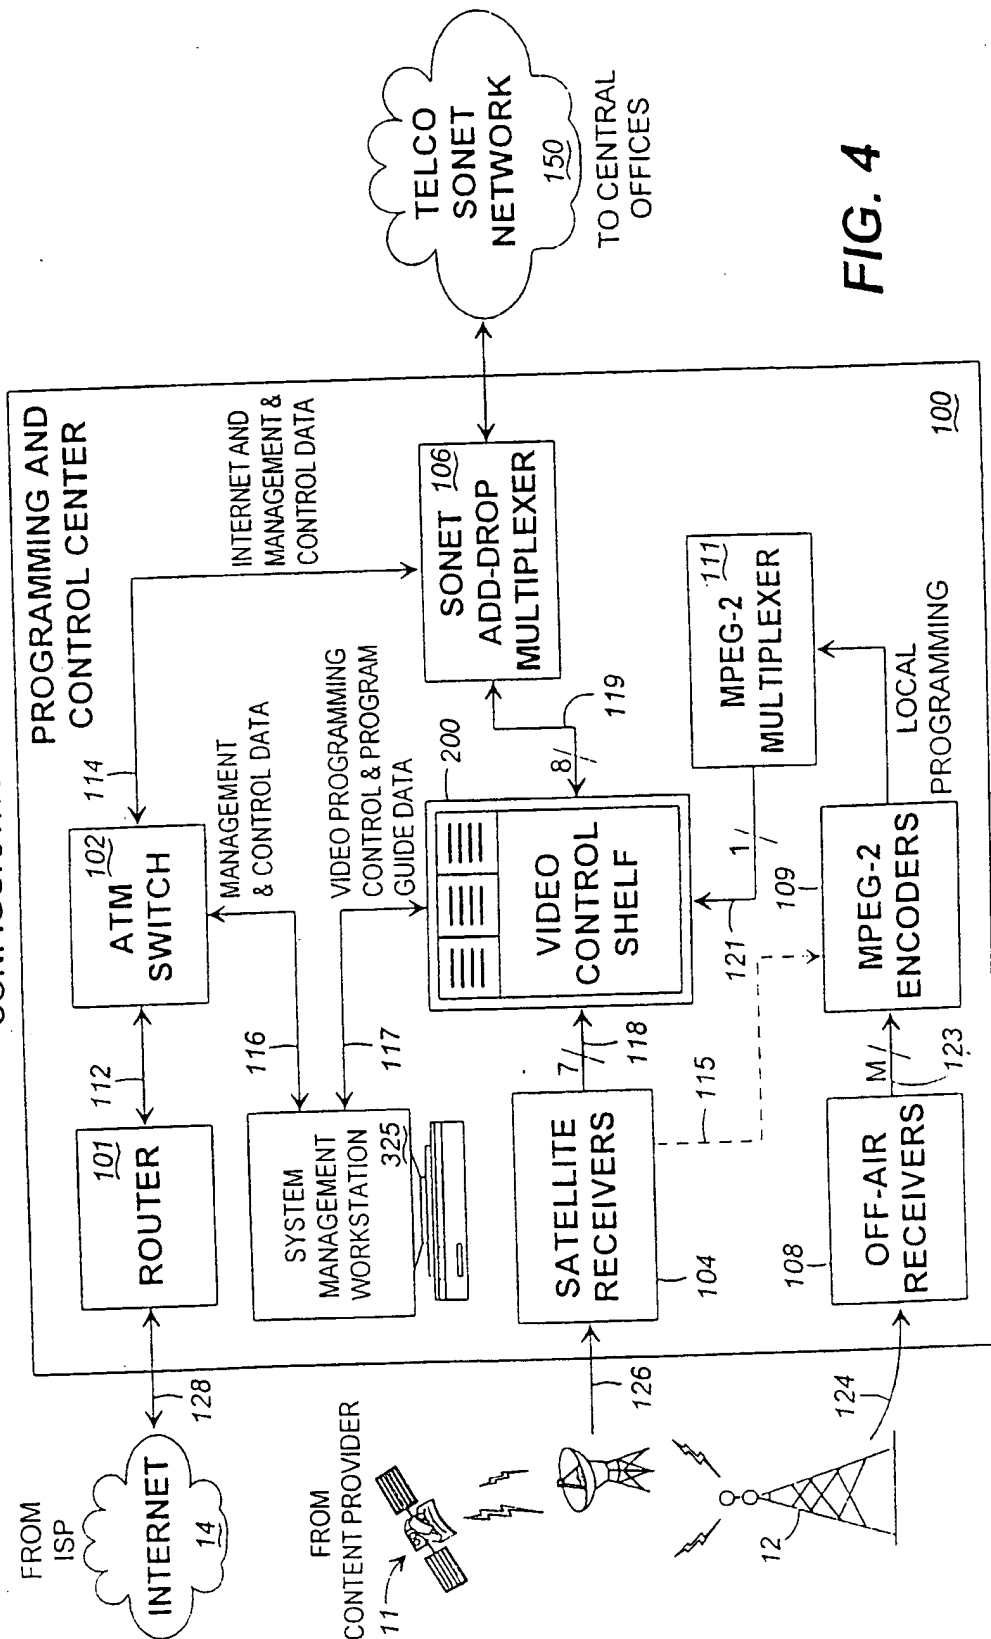 PROGRAMMING AND
CONTROL CENTER
FROM
ISP
INTERNET
14
128
101
ROUTER
112
102
ATM
SWITCH
114
INTERNET AND
MANAGEMENT &
CONTROL DATA
116
MANAGEMENT
& CONTROL DATA
SYSTEM
MANAGEMENT
WORKSTATION
325
117
VIDEO PROGRAMMING
CONTROL & PROGRAM
GUIDE DATA
SONET
106
ADD-DROP
MULTIPLEXER
TELCO
SONET
NETWORK
150
TO CENTRAL
OFFICES
FROM
CONTENT PROVIDER
11
126
SATELLITE
RECEIVERS
104
7
118
200
VIDEO
CONTROL
SHELF
8
119
115
121
1
MPEG-2
111
MULTIPLEXER
12
124
108
OFF-AIR
RECEIVERS
M
123
109
MPEG-2
ENCODERS
LOCAL
PROGRAMMING
100
FIG. 4